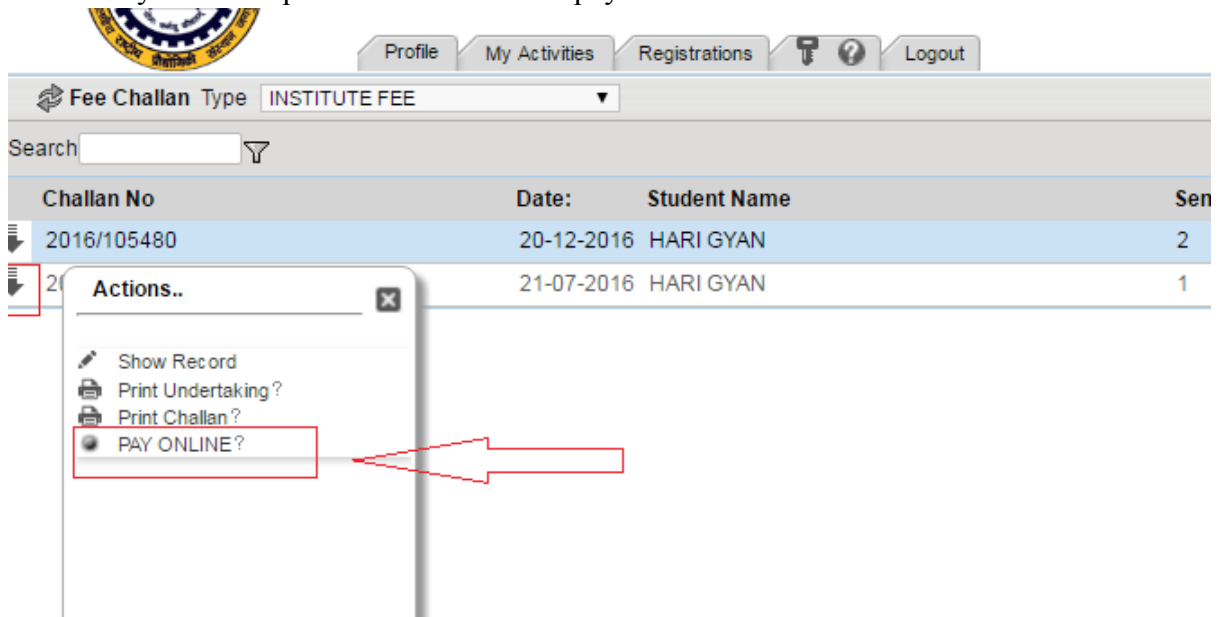 Profile My Activities Registrations Logout
Fee Challan Type INSTITUTE FEE
Search
Challan No Date: Student Name Sen
2016/105480 20-12-2016 HARI GYAN 2
21-07-2016 HARI GYAN 1
Actions..
Show Record
Print Undertaking?
Print Challan?
PAY ONLINE?